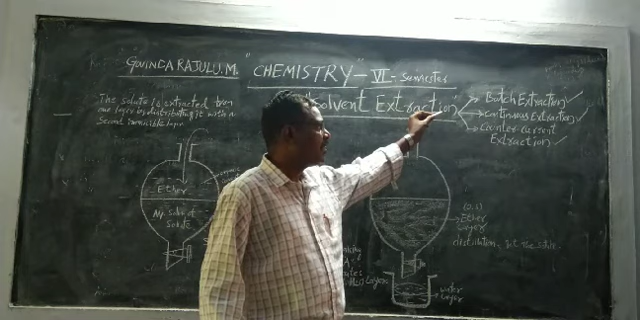 GOVINDA RAJULU. M.
"CHEMISTRY" - VI - Semester
"Solvent Extraction
Batch Extraction ✓
Continuous Extraction ✓
Counter current
Extraction ✓
The solute is extracted from
one layer by distributing it with a
Second immiscible layer
Ether
Aq. Soln of
Solute
(0.1)
Ether
layer
distillation
water
layer